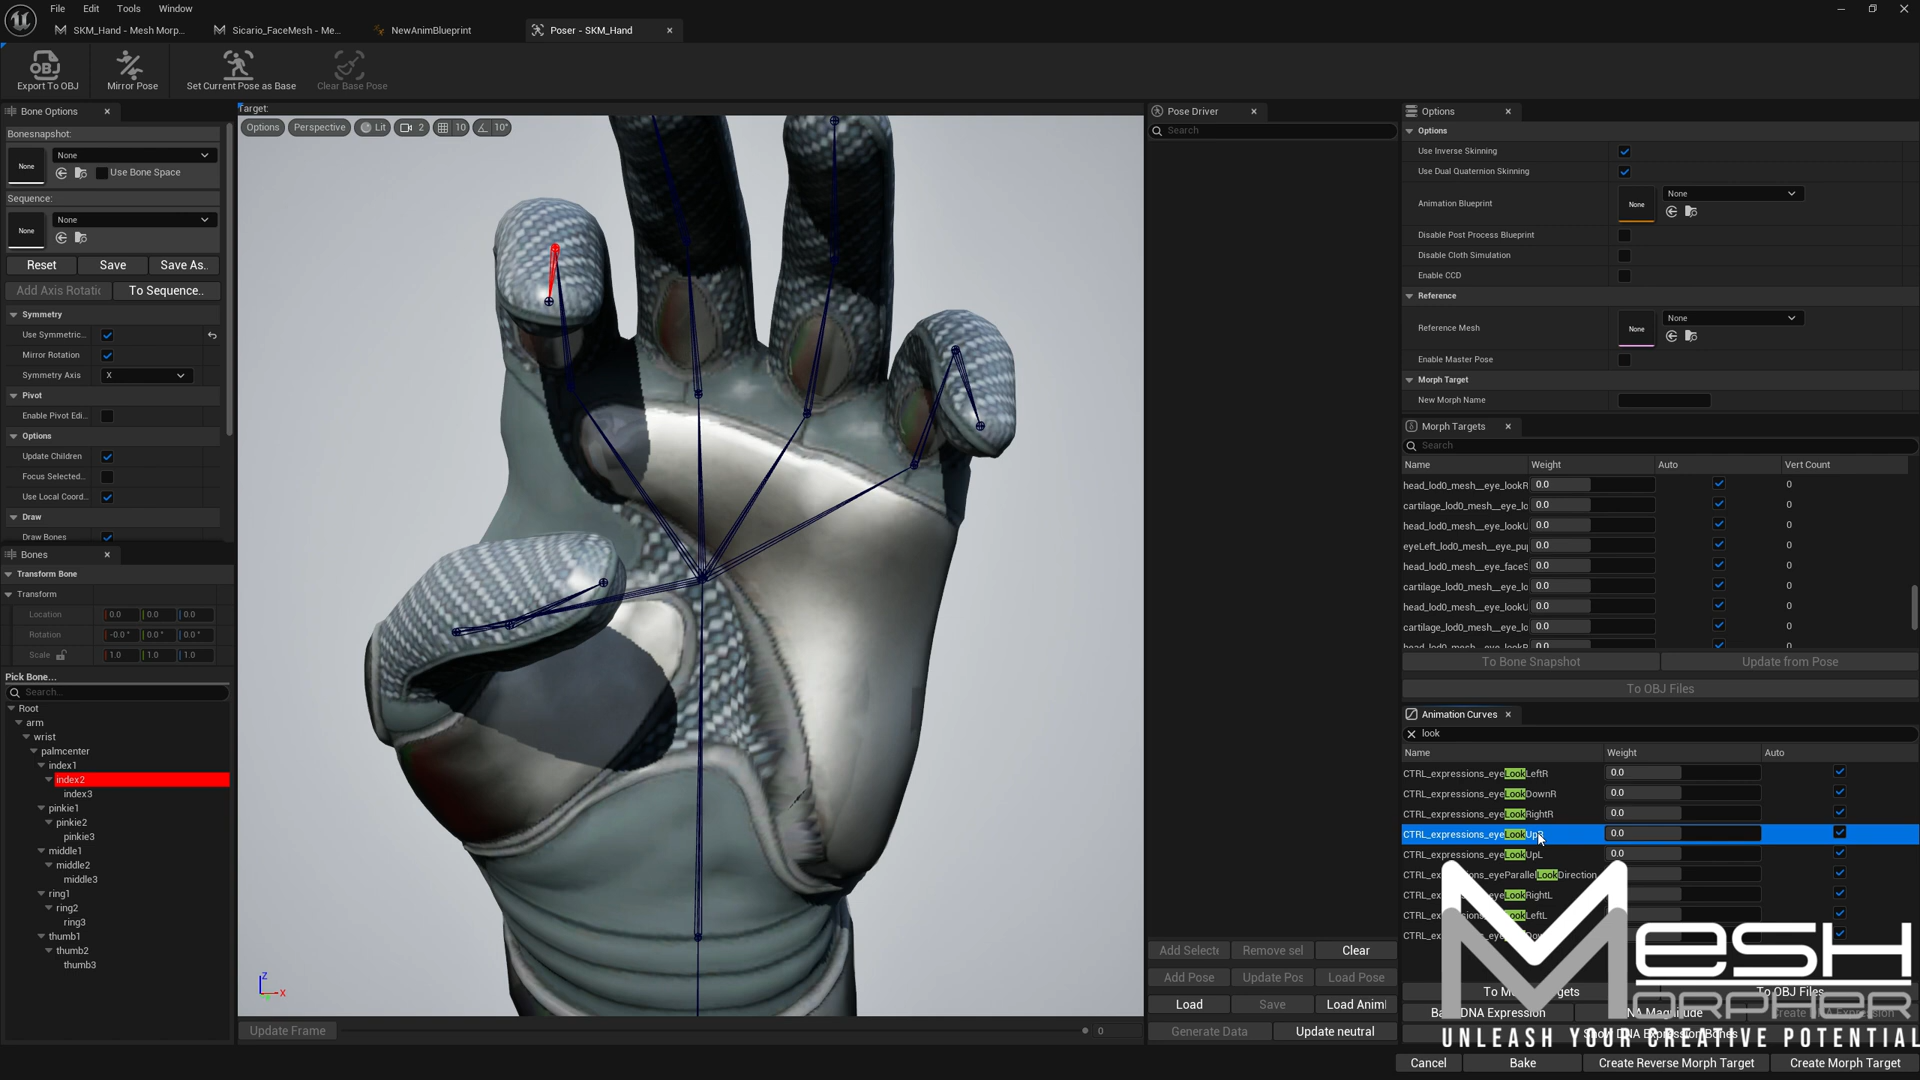 File Edit Tools Window
SKM_Hand - Mesh Morp...
Sicario_FaceMesh - Me...
NewAnimBlueprint
Poser - SKM_Hand
Export To OBJ
Mirror Pose
Set Current Pose as Base
Clear Base Pose
Bone Options
Bonesnapshot:
None
None
Use Bone Space
Sequence:
None
None
Reset Save Save As..
To Sequence..
Symmetry
Use Symmetric...
Mirror Rotation
Symmetry Axis X
Pivot
Enable Pivot Edi...
Options
Update Children
Focus Selected...
Use Local Coord...
Draw
Draw Bones
Bones
Transform Bone
Transform
Location 0.0 0.0 0.0
Rotation -0.0° 0.0° 0.0°
Scale 1.0 1.0 1.0
Pick Bone...
Search...
Root
arm
wrist
palmcenter
index1
index2
index3
pinkie1
pinkie2
pinkie3
middle1
middle2
middle3
ring1
ring2
ring3
thumb1
thumb2
thumb3
Target:
Options Perspective Lit 2 10 10°
Z
X
Update Frame 0
Pose Driver
Search
Add Selecte Remove sel Clear
Add Pose Update Pos Load Pose
Load Save Load Anim
Generate Data Update neutral
Options
Options
Use Inverse Skinning
Use Dual Quaternion Skinning
Animation Blueprint None None
Disable Post Process Blueprint
Disable Cloth Simulation
Enable CCD
Reference
Reference Mesh None None
Enable Master Pose
Morph Target
New Morph Name
Morph Targets
Search
Name Weight Auto Vert Count
head_lod0_mesh__eye_lookR 0.0 0
cartilage_lod0_mesh__eye_lo 0.0 0
head_lod0_mesh__eye_lookU 0.0 0
eyeLeft_lod0_mesh__eye_pu 0.0 0
head_lod0_mesh__eye_faceS 0.0 0
cartilage_lod0_mesh__eye_lo 0.0 0
head_lod0_mesh__eye_lookU 0.0 0
cartilage_lod0_mesh__eye_lo 0.0 0
To Bone Snapshot Update from Pose
To OBJ Files
Animation Curves
look
Name Weight Auto
CTRL_expressions_eyeLookLeftR 0.0
CTRL_expressions_eyeLookDownR 0.0
CTRL_expressions_eyeLookRightR 0.0
CTRL_expressions_eyeLookUpR 0.0
CTRL_expressions_eyeLookUpL 0.0
To OBJ Files
MESH
MORPHER
UNLEASH YOUR CREATIVE POTENTIAL
Cancel Bake Create Reverse Morph Target Create Morph Target